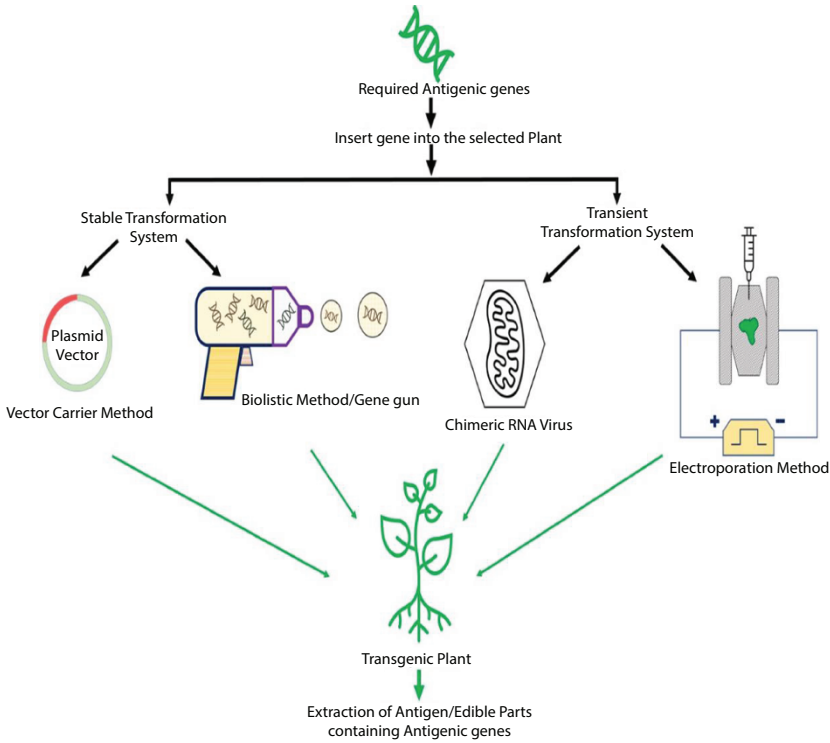 Required Antigenic genes
Insert gene into the selected Plant
Stable Transformation
System
Transient
Transformation System
Plasmid
Vector
Vector Carrier Method
Biolistic Method/Gene gun
Chimeric RNA Virus
+
−
Electroporation Method
Transgenic Plant
Extraction of Antigen/Edible Parts
containing Antigenic genes